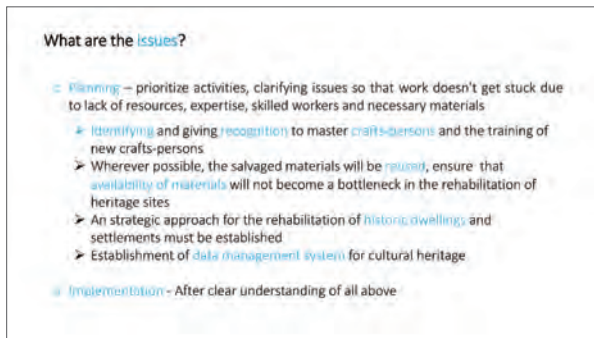 What are the issues?
Planning – prioritize activities, clarifying issues so that work doesn't get stuck due
to lack of resources, expertise, skilled workers and necessary materials
➤ Identifying and giving recognition to master crafts-persons and the training of
new crafts-persons
➤ Wherever possible, the salvaged materials will be reused, ensure that
availability of materials will not become a bottleneck in the rehabilitation of
heritage sites
➤ An strategic approach for the rehabilitation of historic dwellings and
settlements must be established
➤ Establishment of data management system for cultural heritage
Implementation - After clear understanding of all above